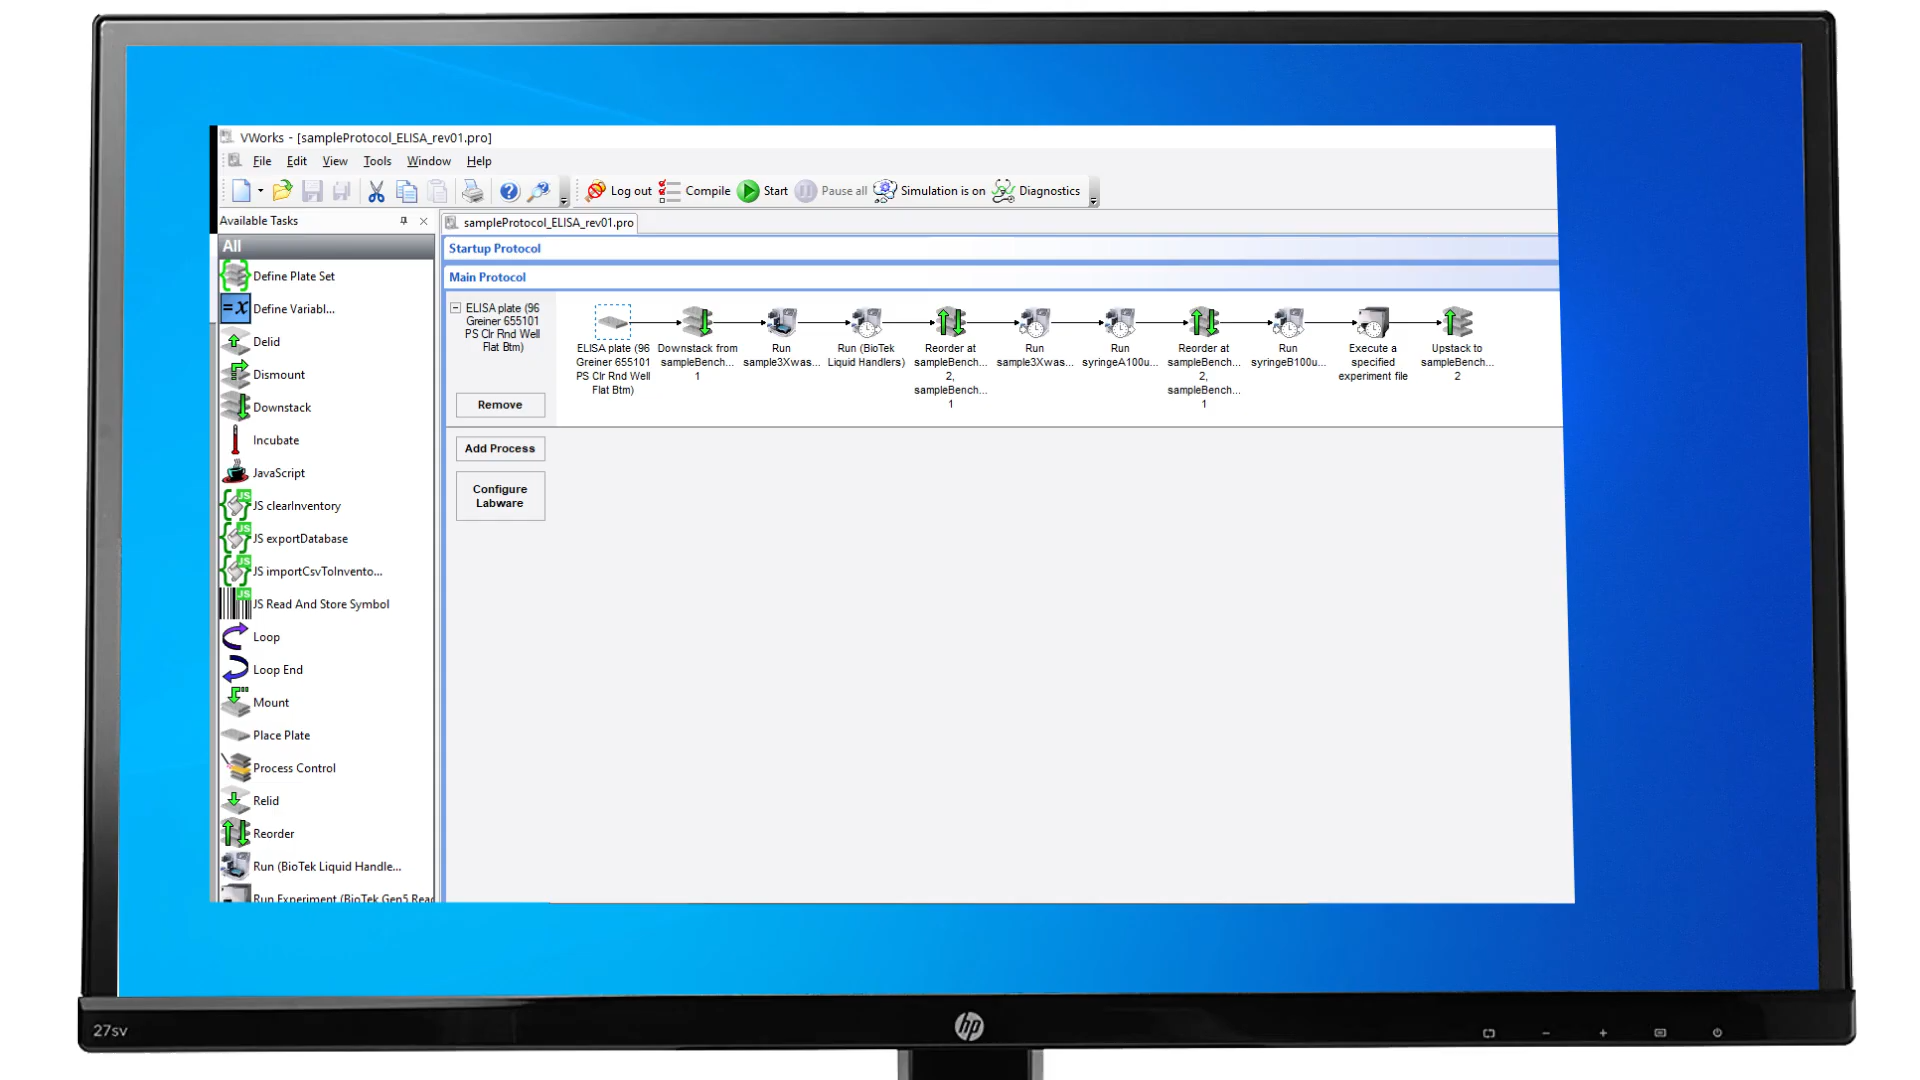 VWorks - [sampleProtocol_ELISA_rev01.pro]
File Edit View Tools Window Help
Log out Compile Start Pause all Simulation is on Diagnostics
Available Tasks
sampleProtocol_ELISA_rev01.pro
All
Define Plate Set
Define Variabl...
Delid
Dismount
Downstack
Incubate
JavaScript
JS clearInventory
JS exportDatabase
JS importCsvToInvento...
JS Read And Store Symbol
Loop
Loop End
Mount
Place Plate
Process Control
Relid
Reorder
Run (BioTek Liquid Handle...
Run Experiment (BioTek Gen5 Read
Startup Protocol
Main Protocol
ELISA plate (96
Greiner 655101
PS Clr Rnd Well
Flat Btm)
Remove
ELISA plate (96
Greiner 655101
PS Clr Rnd Well
Flat Btm)
Downstack from
sampleBench...
1
Run
sample3Xwas...
Run (BioTek
Liquid Handlers)
Reorder at
sampleBench...
2,
sampleBench...
1
Run
sample3Xwas...
Run
syringeA100u...
Reorder at
sampleBench...
2,
sampleBench...
1
Run
syringeB100u...
Execute a
specified
experiment file
Upstack to
sampleBench...
2
Add Process
Configure
Labware
27sv
hp